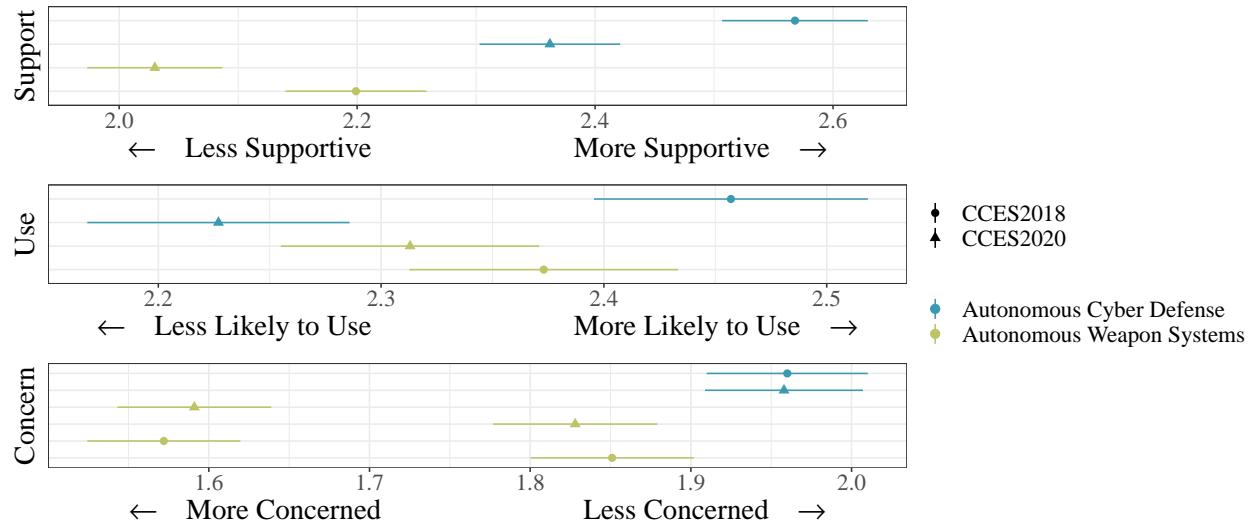 Support
2.0 2.2 2.4 2.6
← Less Supportive More Supportive →
Use
2.2 2.3 2.4 2.5
← Less Likely to Use More Likely to Use →
Concern
1.6 1.7 1.8 1.9 2.0
← More Concerned Less Concerned →
CCES2018
CCES2020
Autonomous Cyber Defense
Autonomous Weapon Systems